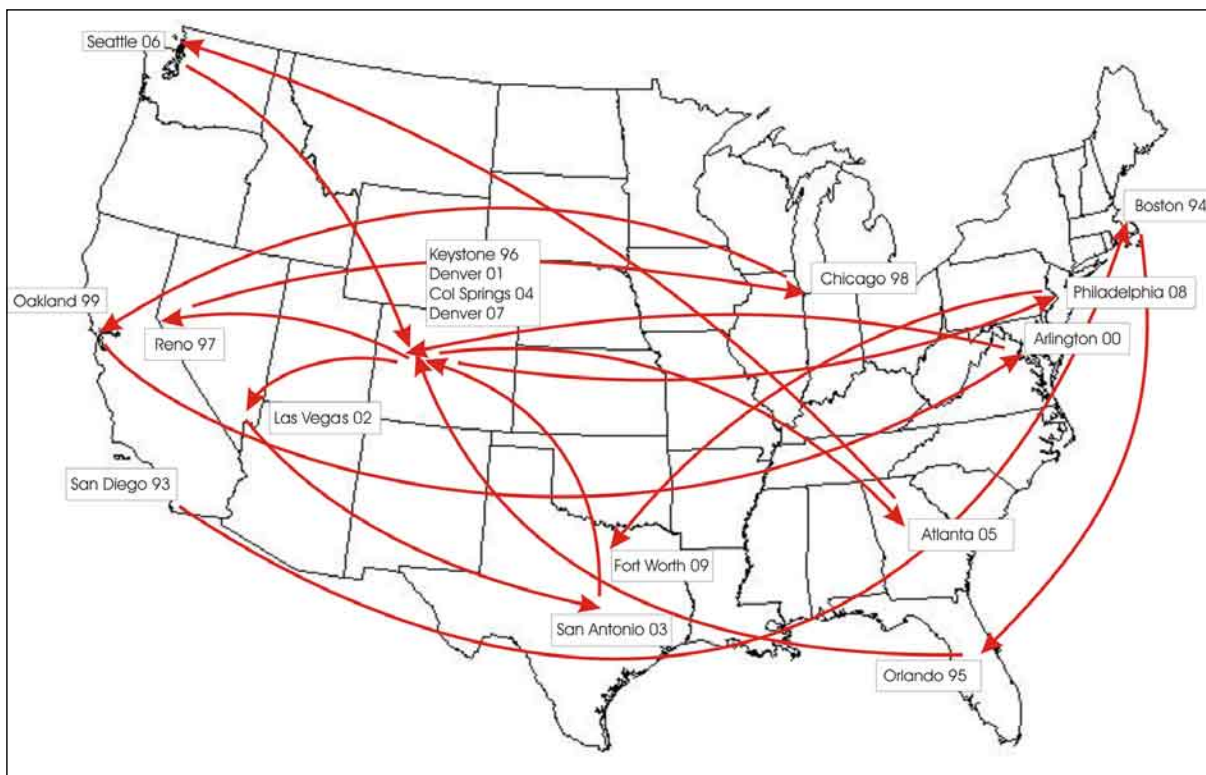 Seattle 06
Boston 94
Keystone 96
Denver 01
Col Springs 04
Denver 07
Chicago 98
Philadelphia 08
Oakland 99
Reno 97
Arlington 00
Las Vegas 02
San Diego 93
Atlanta 05
Fort Worth 09
San Antonio 03
Orlando 95